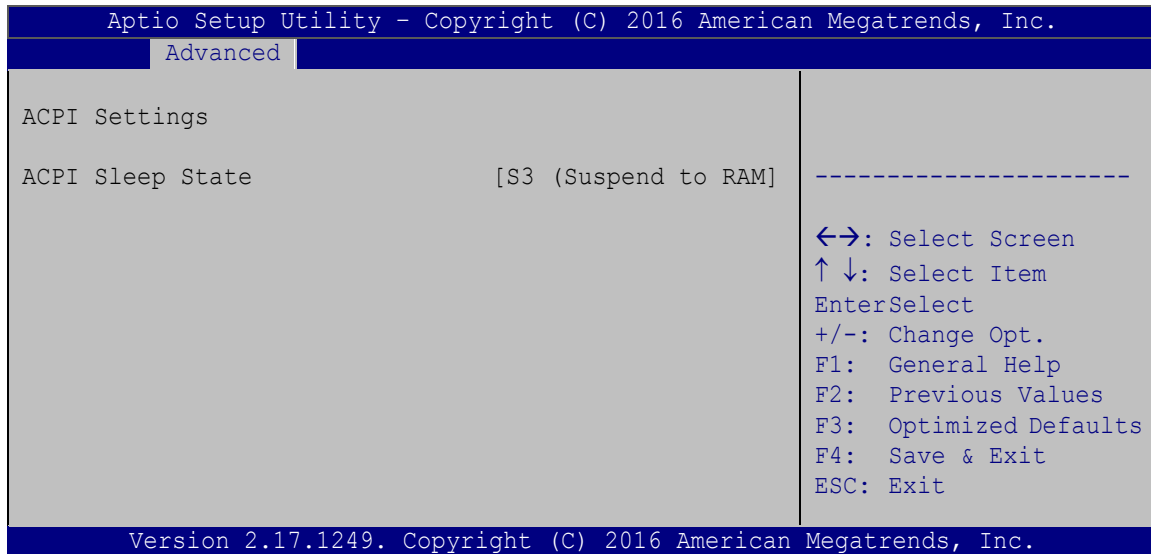 Aptio Setup Utility – Copyright (C) 2016 American Megatrends, Inc.
Advanced
ACPI Settings
ACPI Sleep State [S3 (Suspend to RAM]
-----------------------
←→: Select Screen
↑ ↓: Select Item
EnterSelect
+/-: Change Opt.
F1: General Help
F2: Previous Values
F3: Optimized Defaults
F4: Save & Exit
ESC: Exit
Version 2.17.1249. Copyright (C) 2016 American Megatrends, Inc.